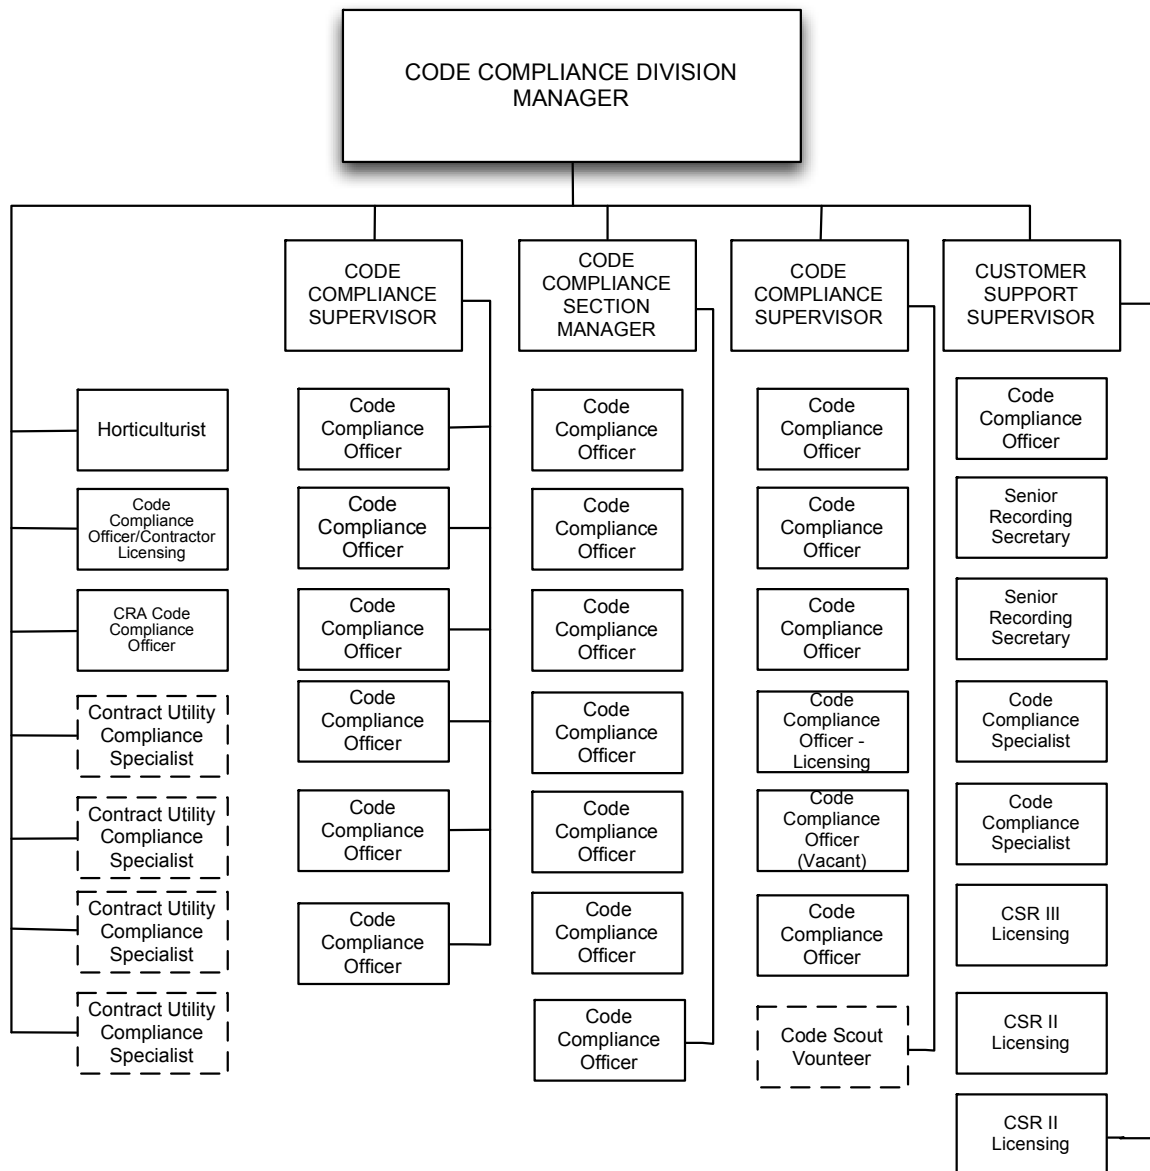 CODE COMPLIANCE DIVISION
MANAGER
CODE
COMPLIANCE
SUPERVISOR
CODE
COMPLIANCE
SECTION
MANAGER
CODE
COMPLIANCE
SUPERVISOR
CUSTOMER
SUPPORT
SUPERVISOR
Horticulturist
Code
Compliance
Officer/Contractor
Licensing
CRA Code
Compliance
Officer
Contract Utility
Compliance
Specialist
Contract Utility
Compliance
Specialist
Contract Utility
Compliance
Specialist
Contract Utility
Compliance
Specialist
Code
Compliance
Officer
Code
Compliance
Officer
Code
Compliance
Officer
Code
Compliance
Officer
Code
Compliance
Officer
Code
Compliance
Officer
Code
Compliance
Officer
Code
Compliance
Officer
Code
Compliance
Officer
Code
Compliance
Officer
Code
Compliance
Officer
Code
Compliance
Officer
Code
Compliance
Officer
Code
Compliance
Officer
Code
Compliance
Officer
Code
Compliance
Officer
Code
Compliance
Officer -
Licensing
Code
Compliance
Officer
(Vacant)
Code
Compliance
Officer
Code Scout
Vounteer
Code
Compliance
Officer
Senior
Recording
Secretary
Senior
Recording
Secretary
Code
Compliance
Specialist
Code
Compliance
Specialist
CSR III
Licensing
CSR II
Licensing
CSR II
Licensing